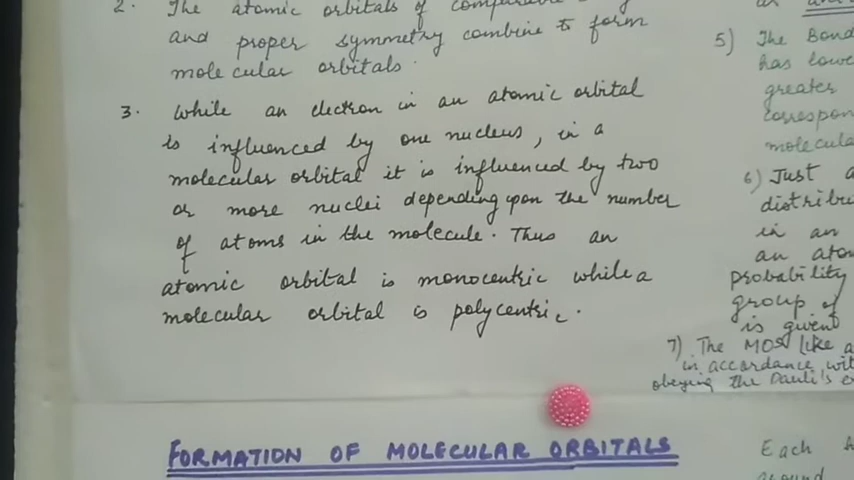 2. The atomic orbitals of
and proper symmetry combine to form
molecular orbitals.
3. While an electron in an atomic orbital
is influenced by one nucleus, in a
molecular orbital it is influenced by two
or more nuclei depending upon the number
of atoms in the molecule. Thus an
atomic orbital is monocentric while a
molecular orbital is polycentric.
FORMATION OF MOLECULAR ORBITALS
5) The Bond
has lowe
greater
correspon
molecula
6) Just a
distribu
in an
an ato
probability
group of
is given
7) The MOS like a
in accordance wit
obeying the Pauli's e
Each
around